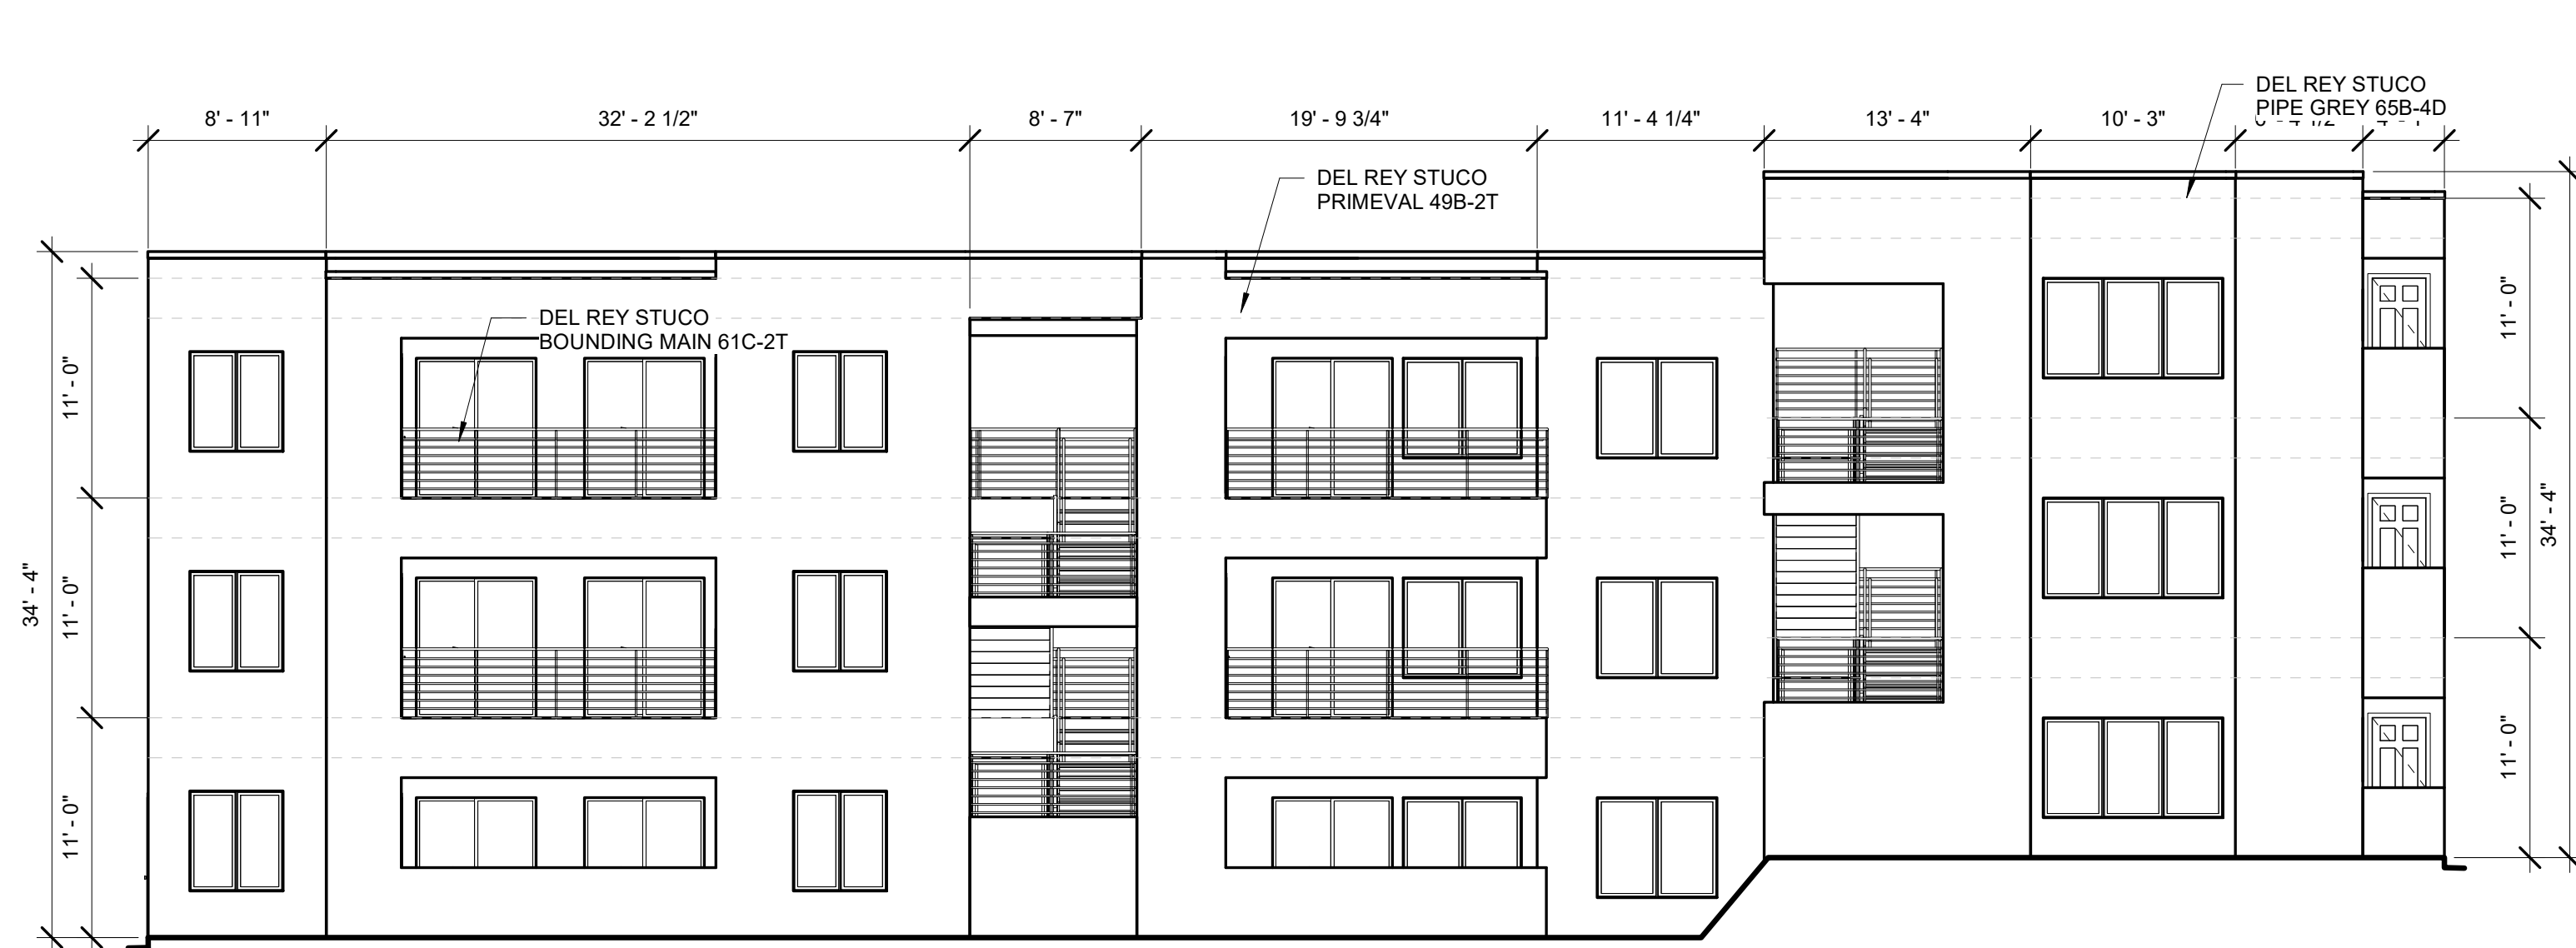 DEL REY STUCO
PIPE GREY 65B-4D
8' - 11"
32' - 2 1/2"
8' - 7"
19' - 9 3/4"
11' - 4 1/4"
13' - 4"
10' - 3"
DEL REY STUCO
PRIMEVAL 49B-2T
DEL REY STUCO
BOUNDING MAIN 61C-2T
11' - 0"
11' - 0"
11' - 0"
34' - 4"
11' - 0"
11' - 0"
11' - 0"
34' - 4"